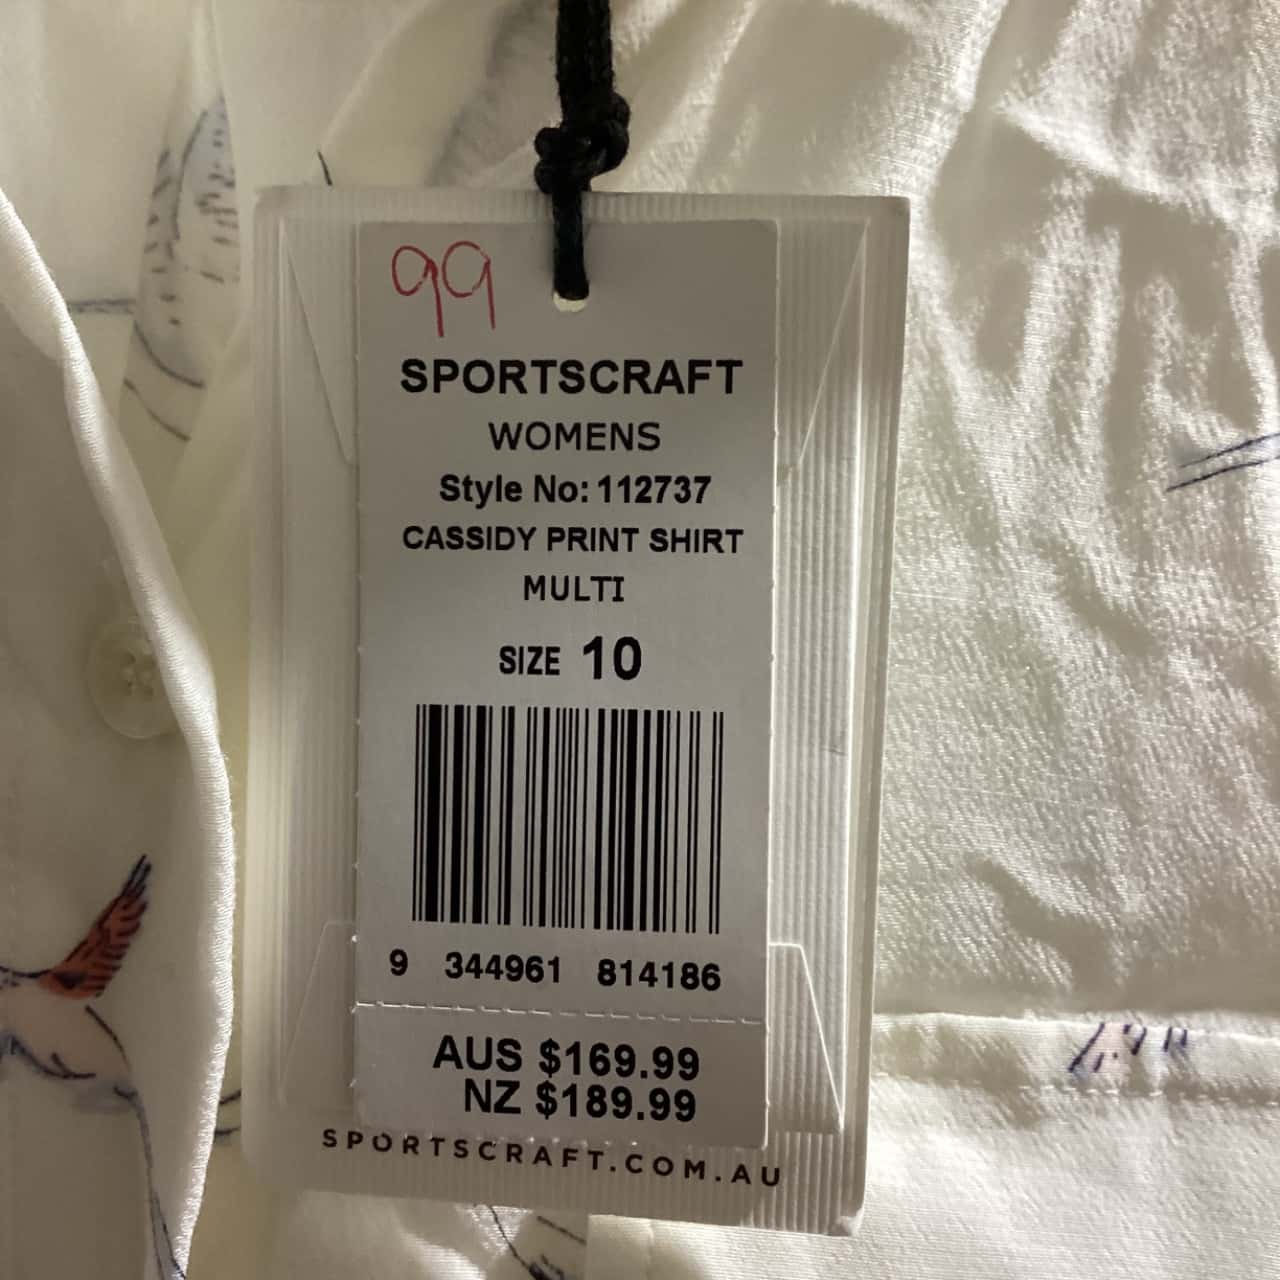 99
SPORTSCRAFT
WOMENS
Style No: 112737
CASSIDY PRINT SHIRT
MULTI
SIZE 10
9 344961 814186
AUS $169.99
NZ $189.99
SPORTSCRAFT.COM.AU